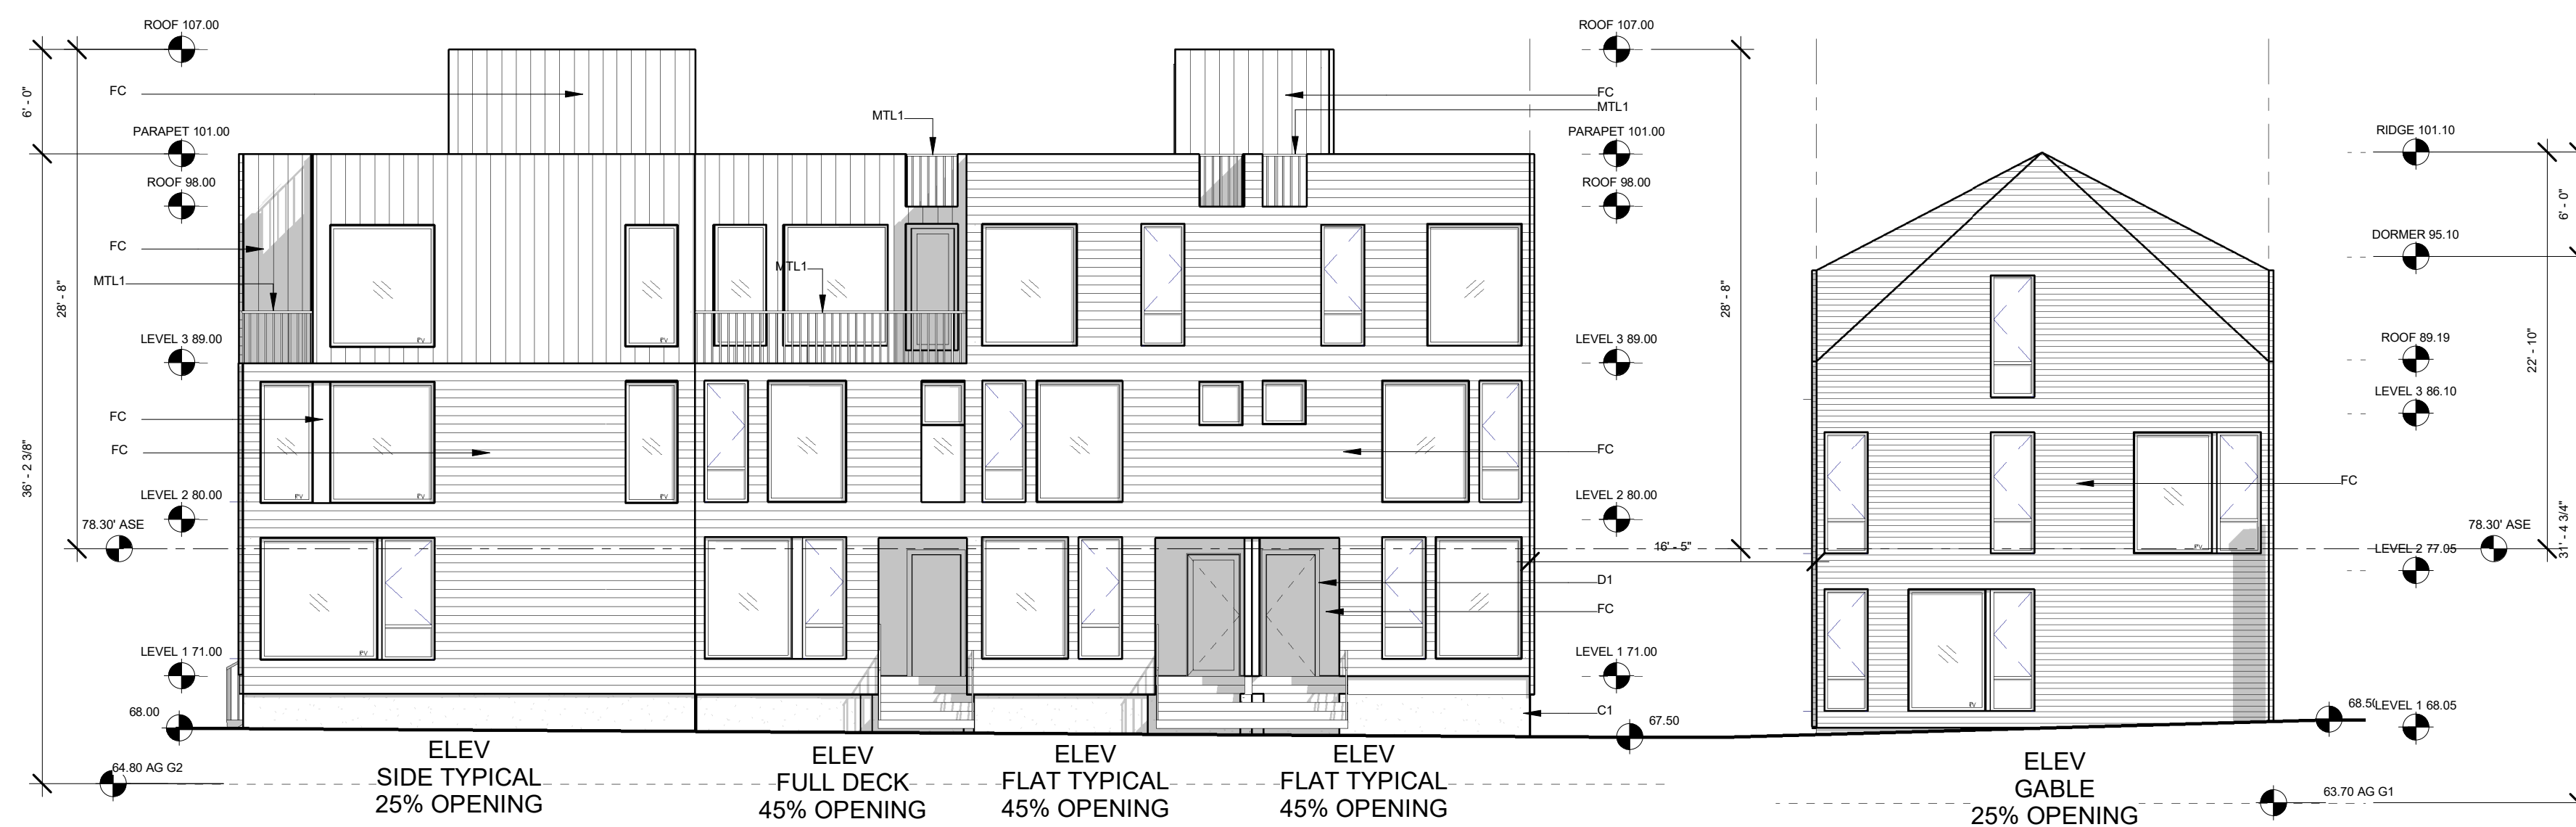 ROOF 107.00
FC
6' - 0"
PARAPET 101.00
ROOF 98.00
FC
MTL1
28' - 8"
LEVEL 3 89.00
FC
FC
36' - 2 3/8"
LEVEL 2 80.00
78.30' ASE
LEVEL 1 71.00
68.00
64.80 AG G2
MTL1
MTL1
ELEV
SIDE TYPICAL
25% OPENING
ELEV
FULL DECK
45% OPENING
ELEV
FLAT TYPICAL
45% OPENING
ELEV
FLAT TYPICAL
45% OPENING
ROOF 107.00
FC
MTL1
PARAPET 101.00
ROOF 98.00
28' - 8"
LEVEL 3 89.00
FC
LEVEL 2 80.00
16' - 5"
D1
FC
LEVEL 1 71.00
C1
67.50
ELEV
GABLE
25% OPENING
RIDGE 101.10
6' - 0"
DORMER 95.10
ROOF 89.19
22' - 10"
LEVEL 3 86.10
FC
78.30' ASE
LEVEL 2 77.05
31' - 4 3/4"
68.50
LEVEL 1 68.05
63.70 AG G1